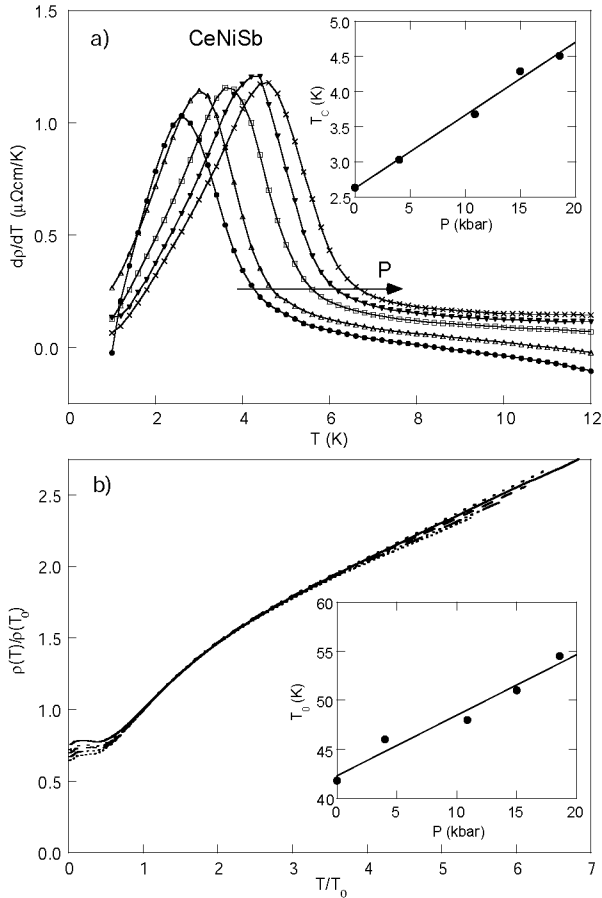 a)
CeNiSb
1.5
1.0
0.5
0.0
dρ/dT (μΩcm/K)
0 2 4 6 8 10 12
T (K)
P
5.0
4.5
4.0
3.5
3.0
2.5
T_C (K)
0 5 10 15 20
P (kbar)
b)
2.5
2.0
1.5
1.0
0.5
0.0
ρ(T)/ρ(T_0)
0 1 2 3 4 5 6 7
T/T_0
60
55
50
45
40
T_0 (K)
0 5 10 15 20
P (kbar)